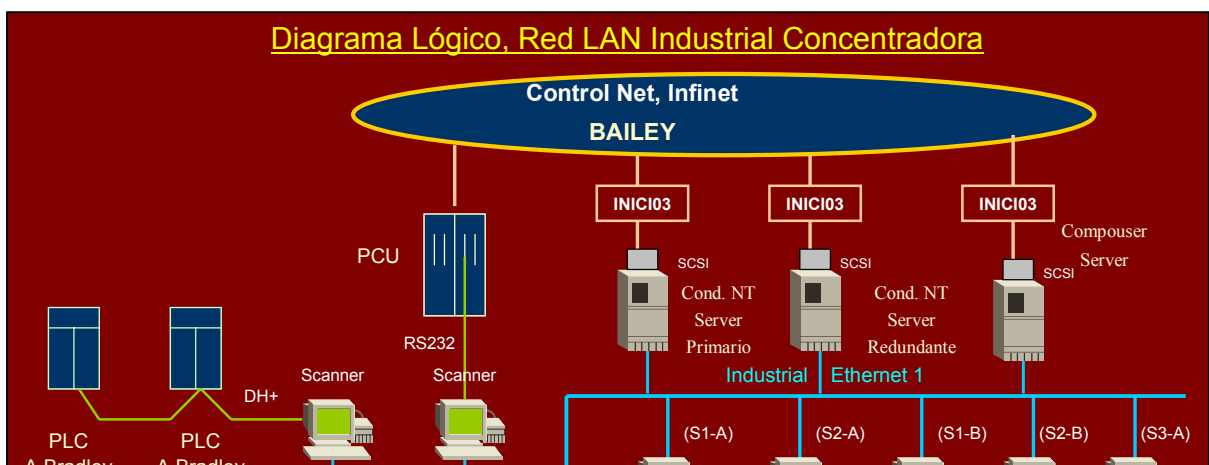 Diagrama Lógico, Red LAN Industrial Concentradora
Control Net, Infinet
BAILEY
INICI03
INICI03
INICI03
Compouser
Server
PCU
SCSI
SCSI
SCSI
Cond. NT
Server
Primario
Cond. NT
Server
Redundante
RS232
Scanner
Scanner
Industrial Ethernet 1
DH+
PLC
A.Bradley
PLC
A.Bradley
(S1-A)
(S2-A)
(S1-B)
(S2-B)
(S3-A)